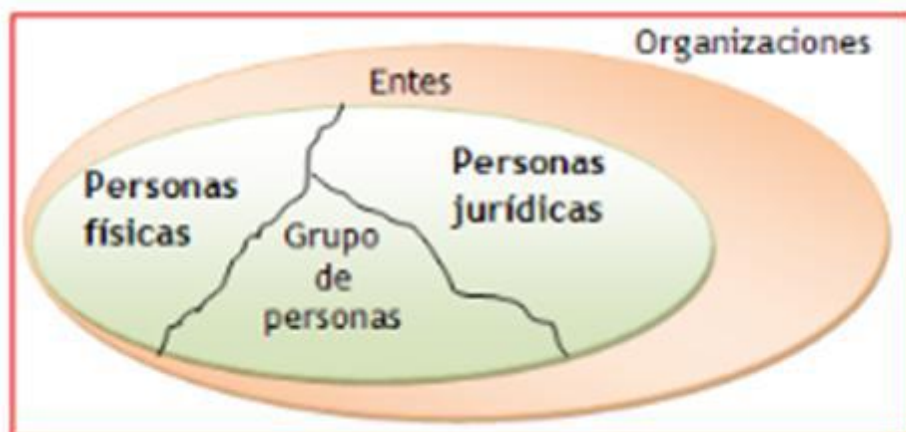 Organizaciones
Entes
Personas
físicas
Personas
jurídicas
Grupo
de
personas